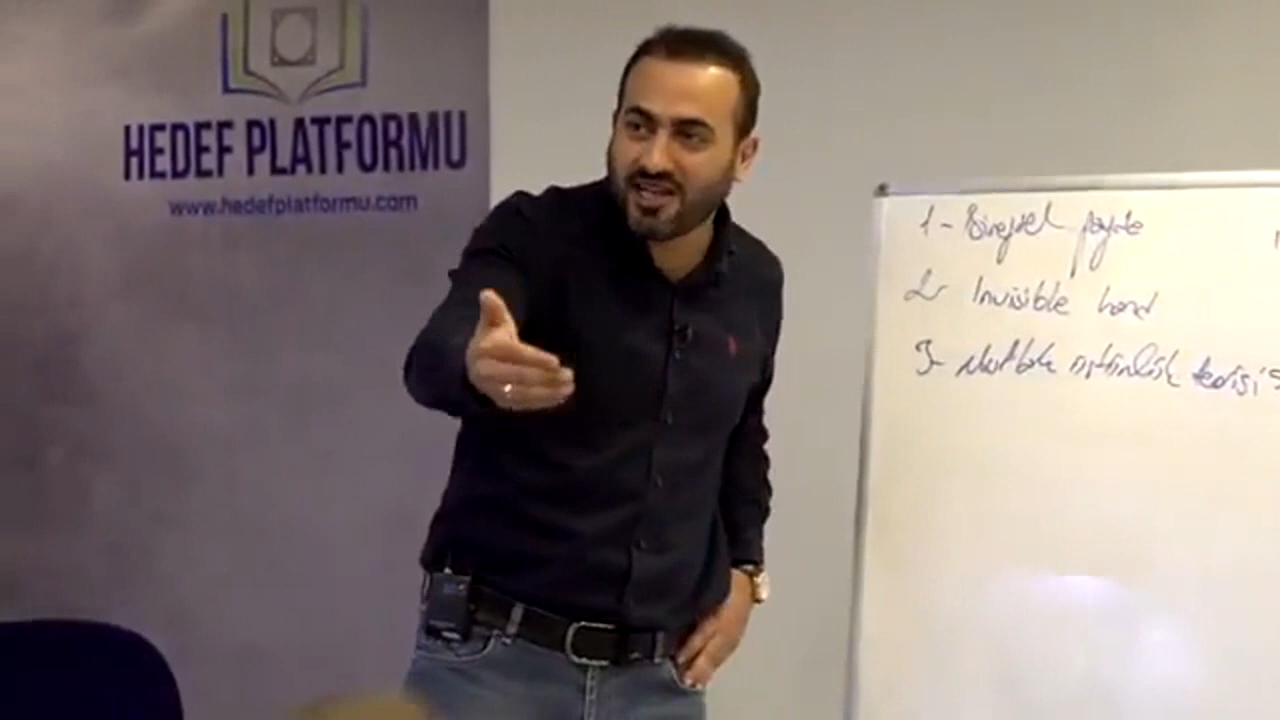 HEDEF PLATFORMU
www.hedefplatformu.com
1- Bireysel fayda
2- Invisible hand
3- Mutlak üstünlük teorisi